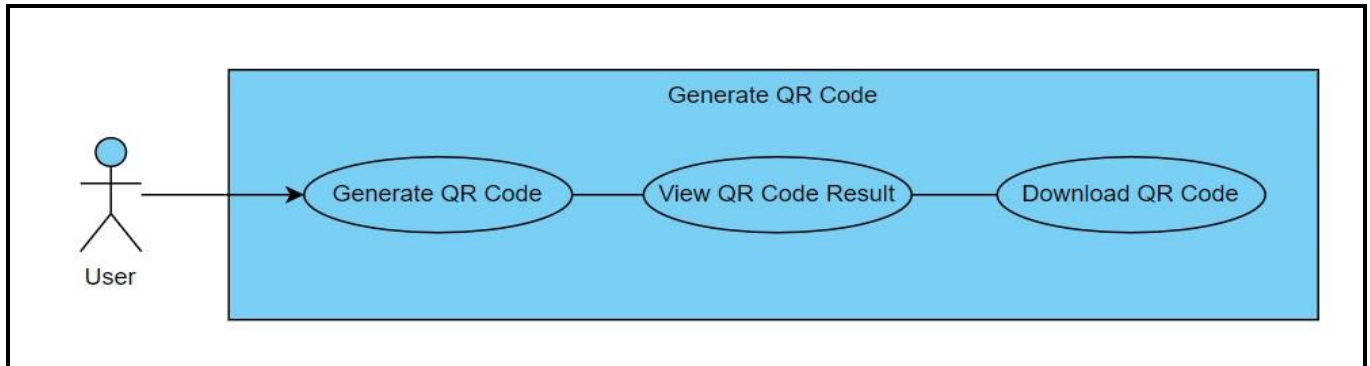 Generate QR Code
Generate QR Code
View QR Code Result
Download QR Code
User